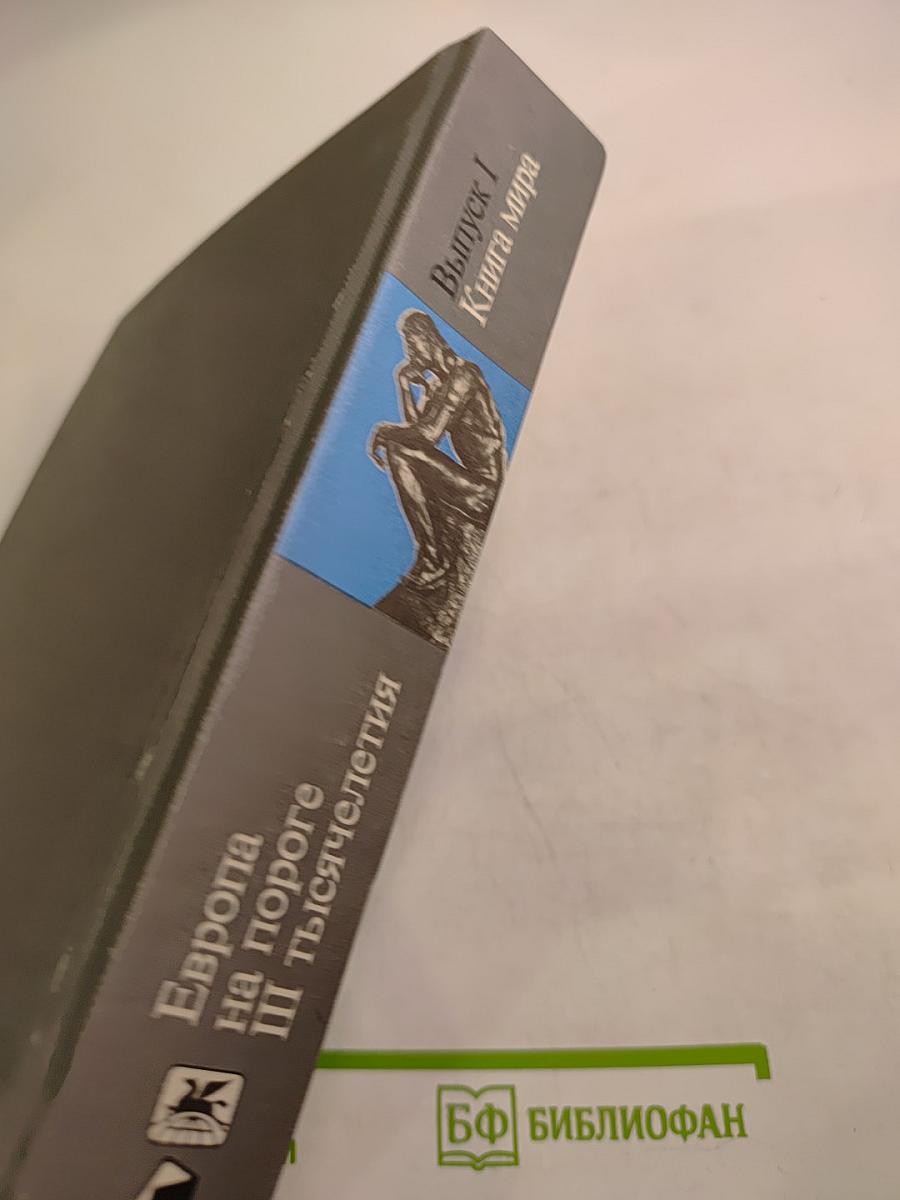 Выпуск I
Книга мира
Европа
на пороге
III тысячелетия
БФ БИБЛИОФАН